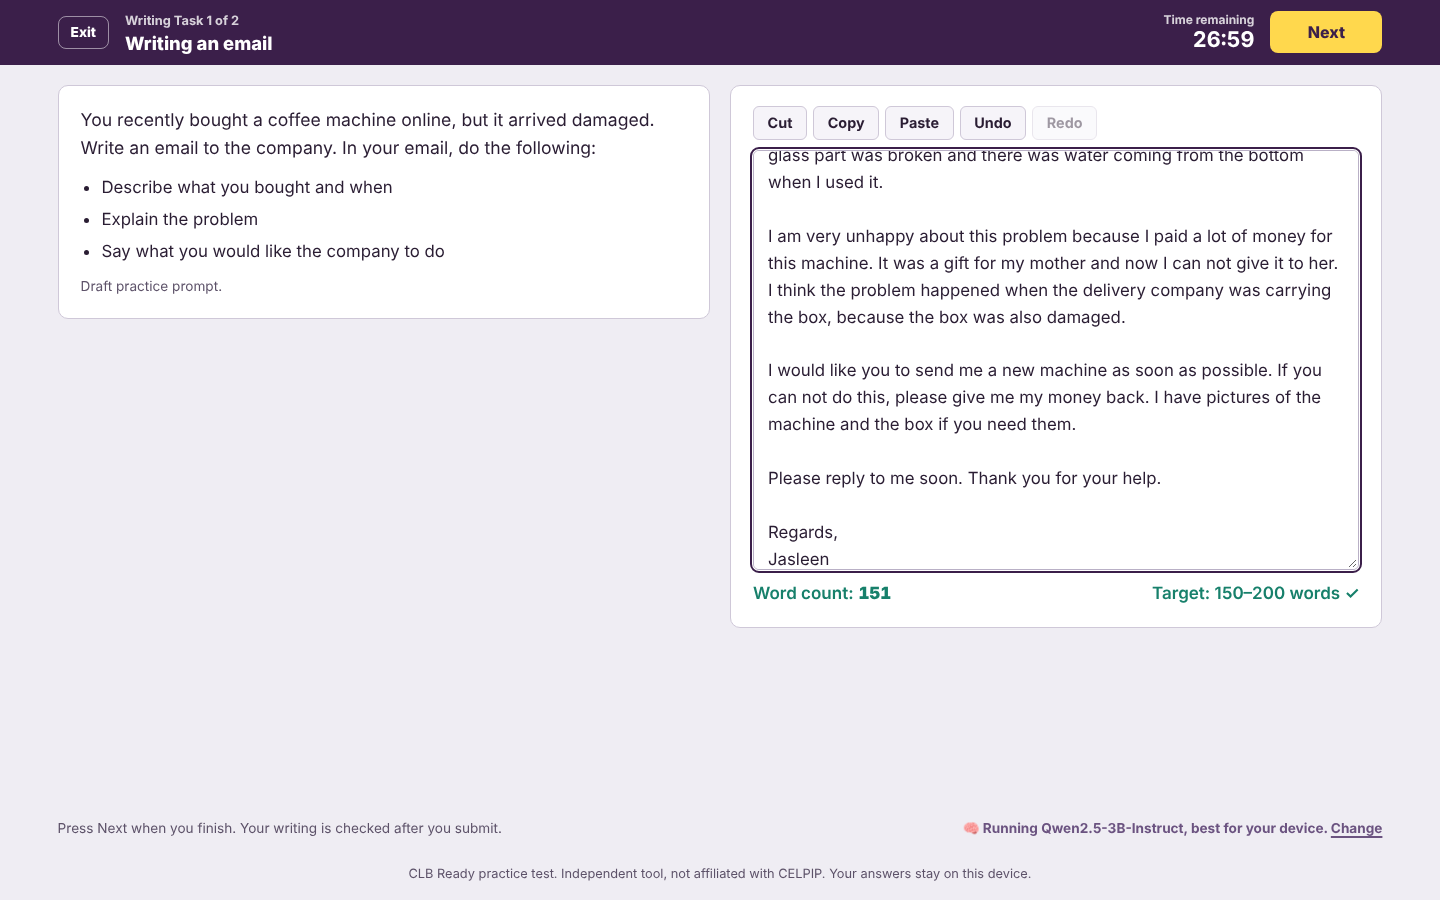 Exit
Writing Task 1 of 2
Writing an email
Time remaining
26:59
Next
You recently bought a coffee machine online, but it arrived damaged.
Write an email to the company. In your email, do the following:
• Describe what you bought and when
• Explain the problem
• Say what you would like the company to do
Draft practice prompt.
Cut
Copy
Paste
Undo
Redo
glass part was broken and there was water coming from the bottom
when I used it.
I am very unhappy about this problem because I paid a lot of money for
this machine. It was a gift for my mother and now I can not give it to her.
I think the problem happened when the delivery company was carrying
the box, because the box was also damaged.
I would like you to send me a new machine as soon as possible. If you
can not do this, please give me my money back. I have pictures of the
machine and the box if you need them.
Please reply to me soon. Thank you for your help.
Regards,
Jasleen
Word count: 151
Target: 150–200 words ✓
Press Next when you finish. Your writing is checked after you submit.
🧠 Running Qwen2.5-3B-Instruct, best for your device. Change
CLB Ready practice test. Independent tool, not affiliated with CELPIP. Your answers stay on this device.